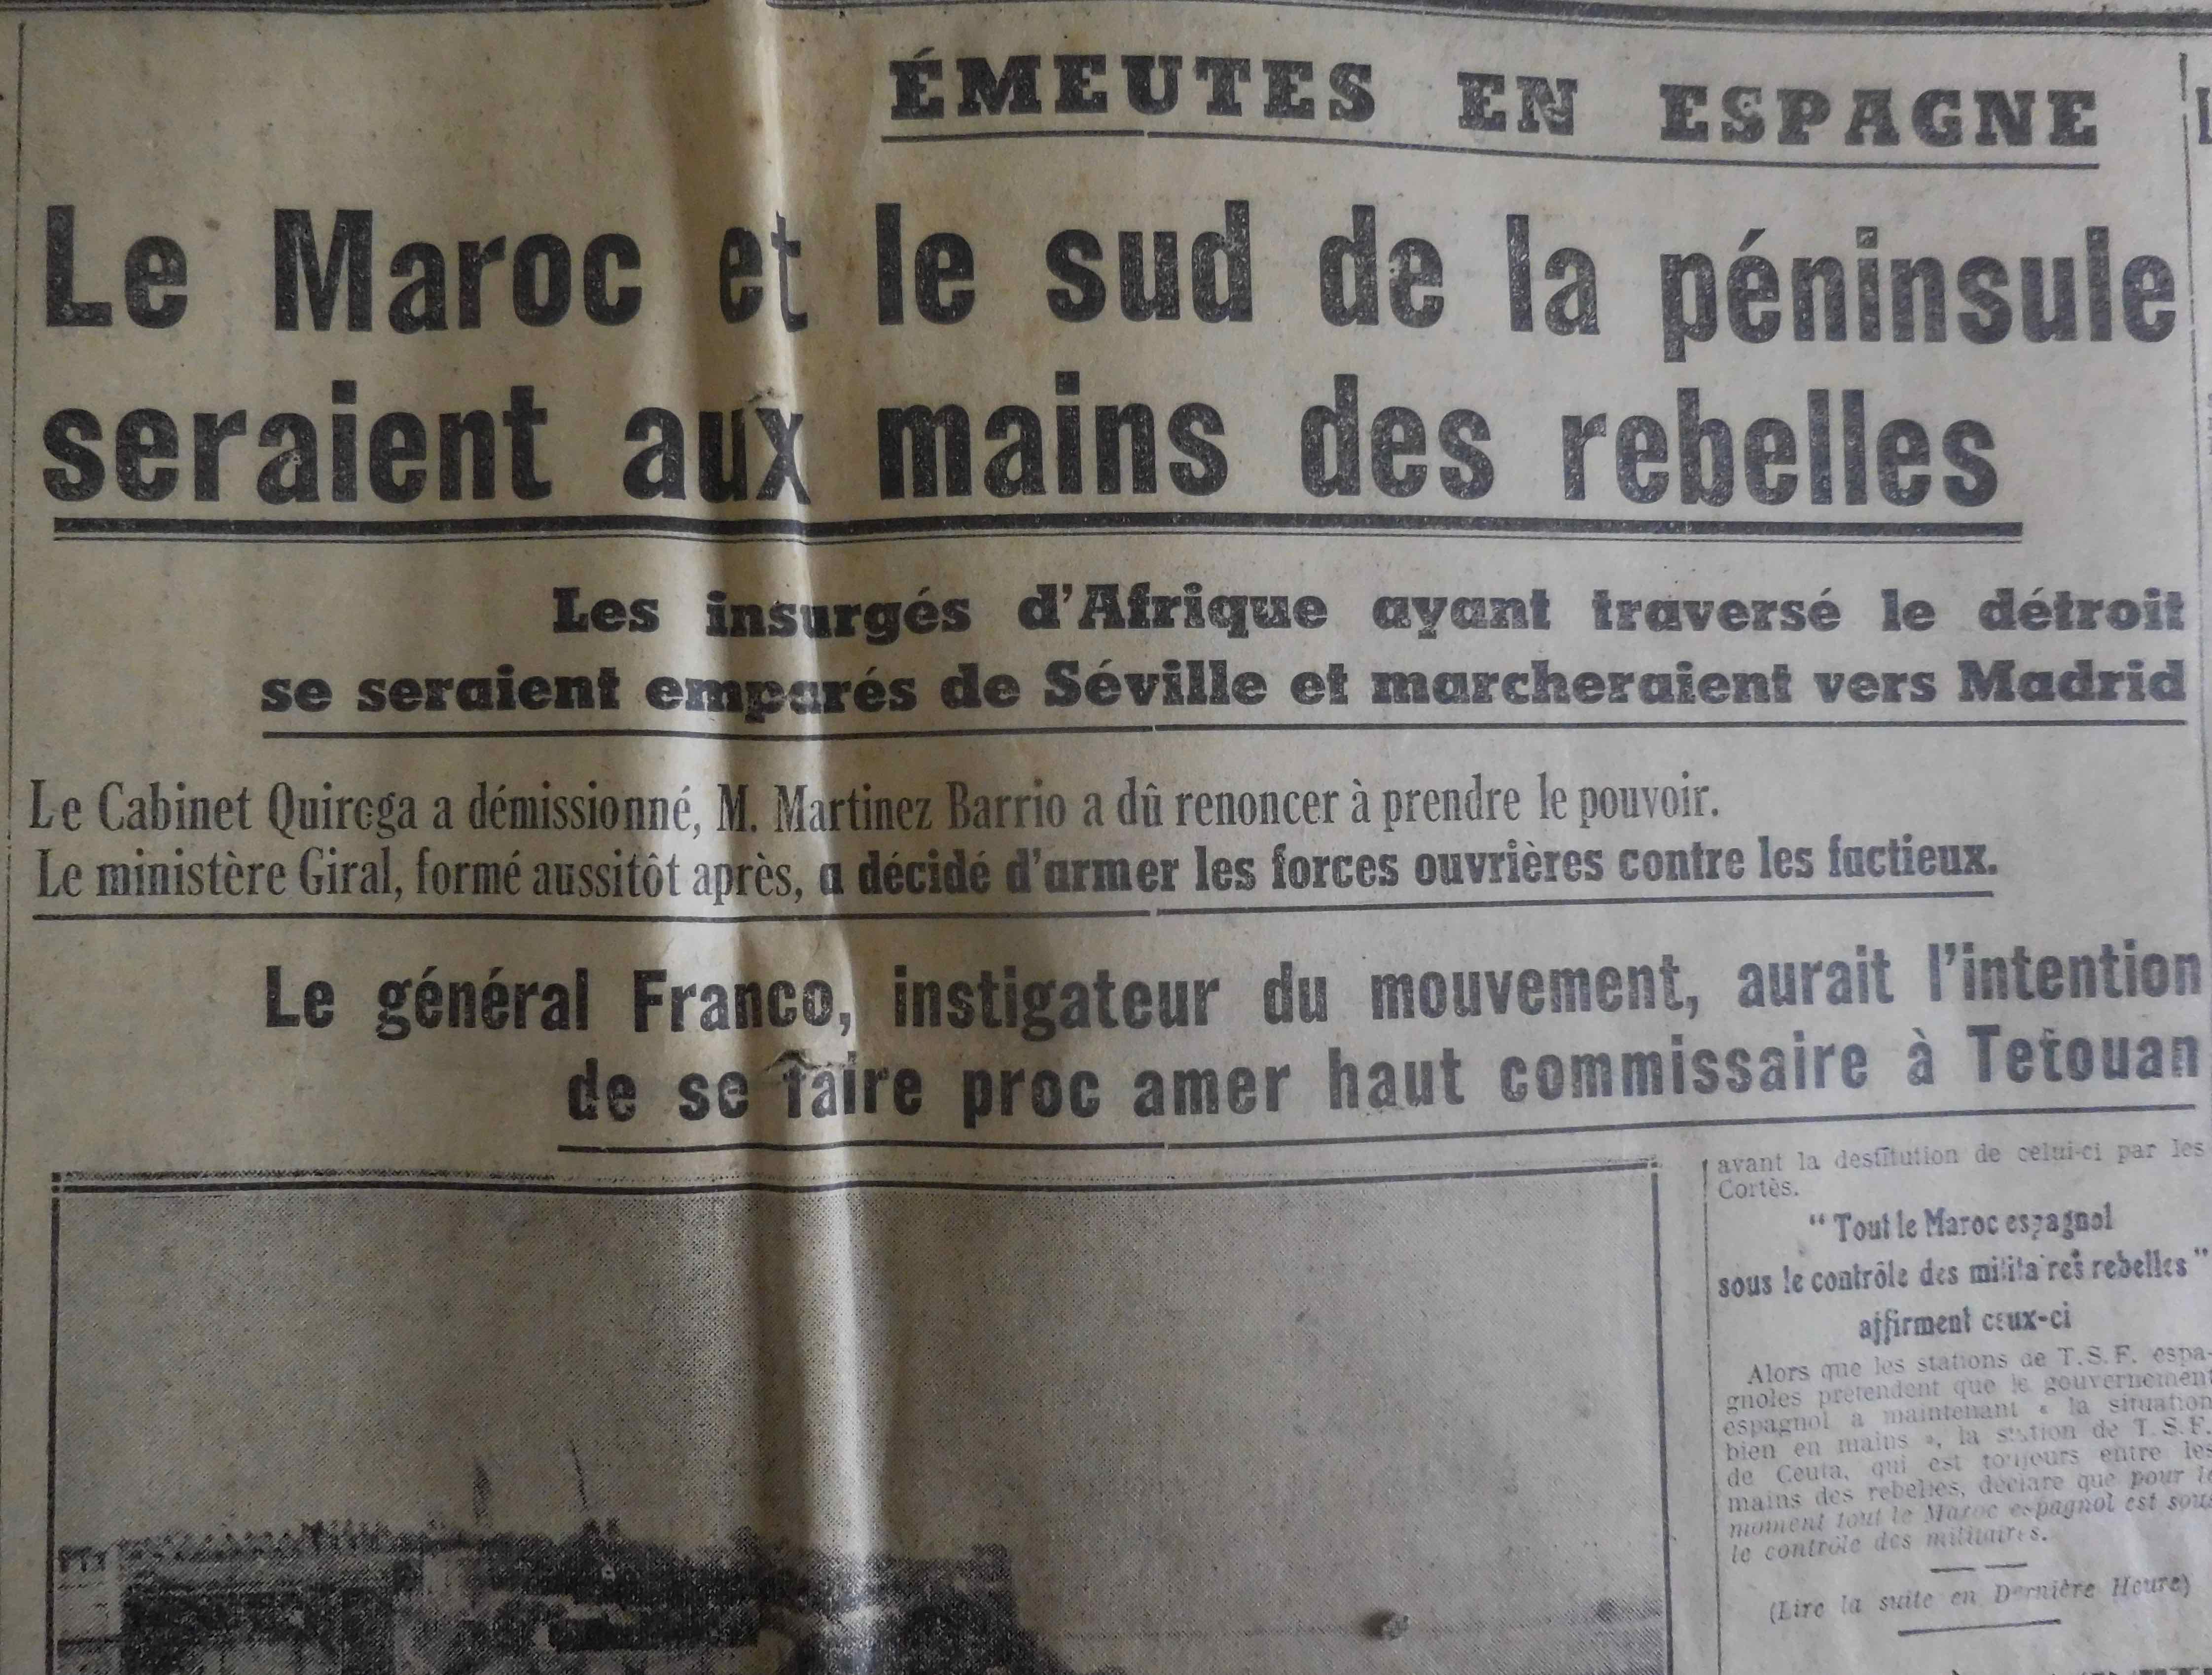 ÉMEUTES EN ESPAGNE
Le Maroc et le sud de la péninsule
seraient aux mains des rebelles
Les insurgés d'Afrique ayant traversé le détroit
se seraient emparés de Séville et marcheraient vers Madrid
Le Cabinet Quiroga a démissionné, M. Martinez Barrio a dû renoncer à prendre le pouvoir.
Le ministère Giral, formé aussitôt après, a décidé d'armer les forces ouvrières contre les factieux.
Le général Franco, instigateur du mouvement, aurait l'intention
de se faire proc amer haut commissaire à Tetouan
avant la destitution de celui-ci par les
Cortès.
“ Tout le Maroc espagnol
sous le contrôle des militaires rebelles ”
affirment ceux-ci
Alors que les stations de T.S.F. espa-
gnoles prétendent que le gouvernement
espagnol a maintenant « la situation
bien en mains », la station de T.S.F.
de Ceuta, qui est toujours entre les
mains des rebelles, déclare que pour le
moment tout le Maroc espagnol est sous
le contrôle des militaires.
(Lire la suite en Dernière Heure)